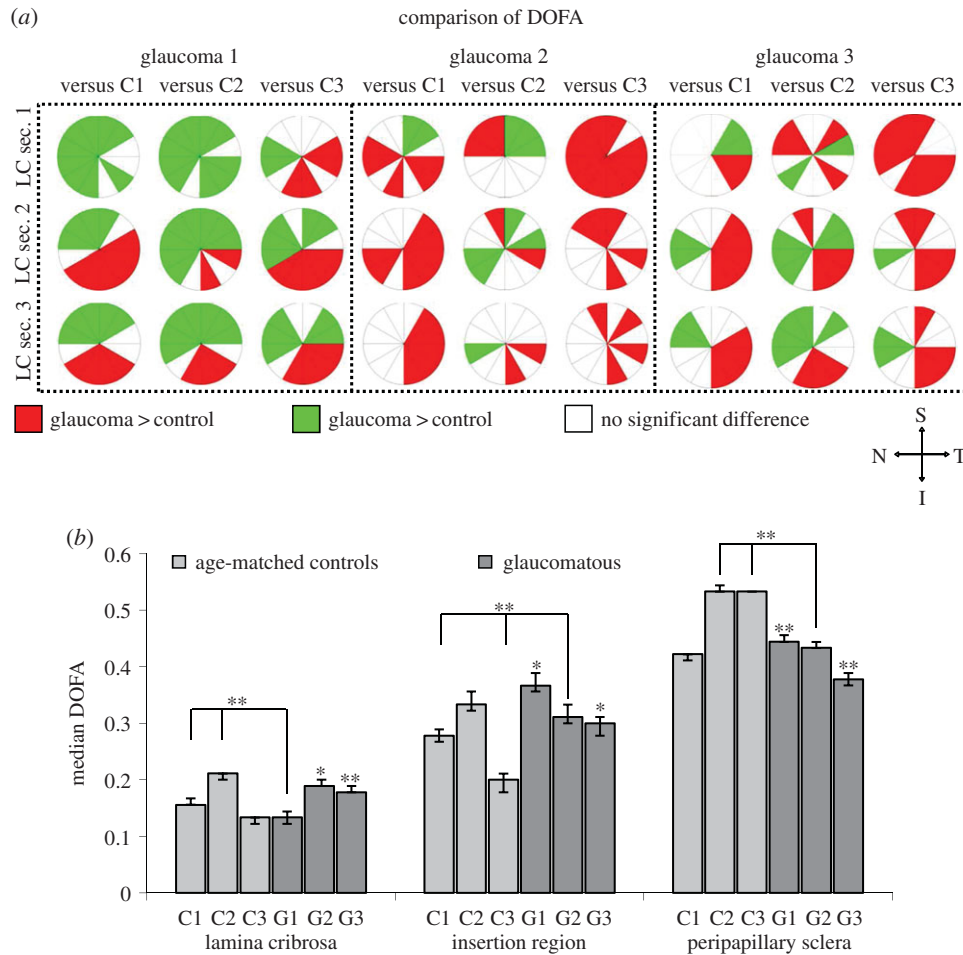 (a) comparison of DOFA
glaucoma 1 glaucoma 2 glaucoma 3
versus C1 versus C2 versus C3 versus C1 versus C2 versus C3 versus C1 versus C2 versus C3
LC sec. 1
LC sec. 2
LC sec. 3
glaucoma > control glaucoma > control no significant difference
S
N T
I
(b)
age-matched controls glaucomatous
median DOFA
0.6
0.5
0.4
0.3
0.2
0.1
0
** * **
** * *
** ** **
C1 C2 C3 G1 G2 G3 C1 C2 C3 G1 G2 G3 C1 C2 C3 G1 G2 G3
lamina cribrosa insertion region peripapillary sclera